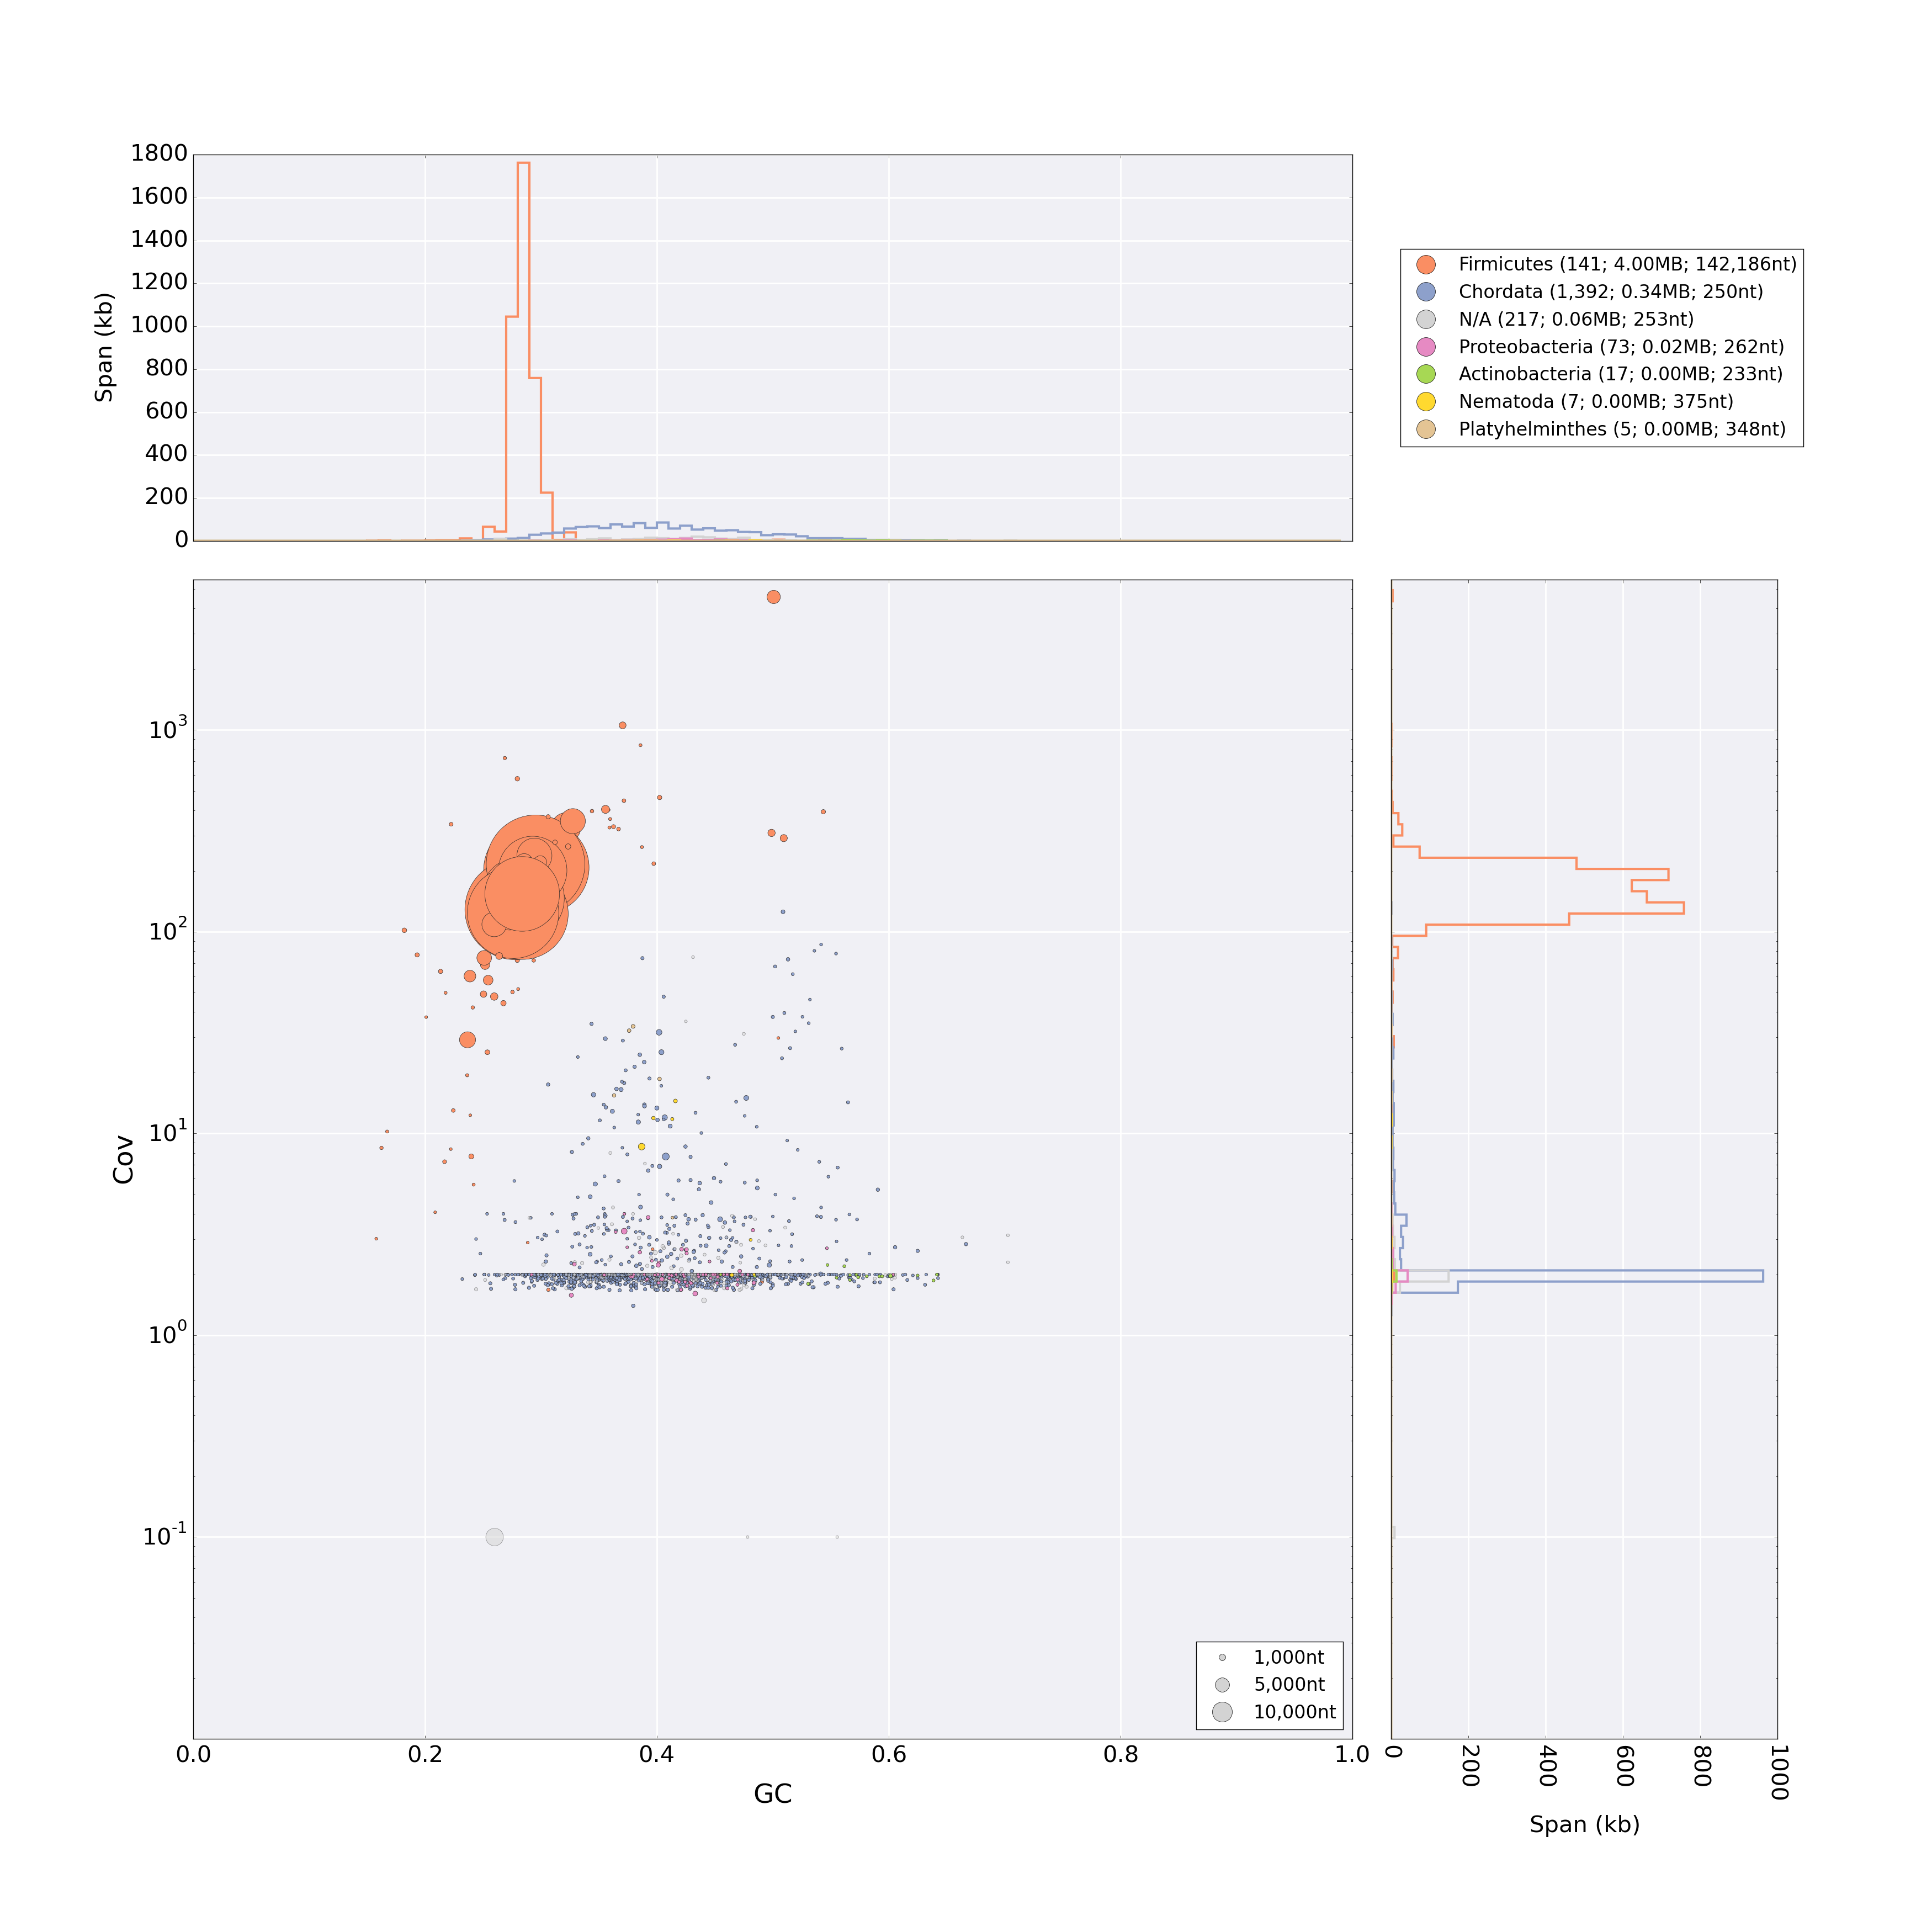 1800
1600
1400
1200
1000
800
600
400
200
0
Span (kb)
Firmicutes (141; 4.00MB; 142,186nt)
Chordata (1,392; 0.34MB; 250nt)
N/A (217; 0.06MB; 253nt)
Proteobacteria (73; 0.02MB; 262nt)
Actinobacteria (17; 0.00MB; 233nt)
Nematoda (7; 0.00MB; 375nt)
Platyhelminthes (5; 0.00MB; 348nt)
10³
10²
10¹
10⁰
10⁻¹
Cov
1,000nt
5,000nt
10,000nt
0.0 0.2 0.4 0.6 0.8 1.0
GC
0 200 400 600 800 1000
Span (kb)